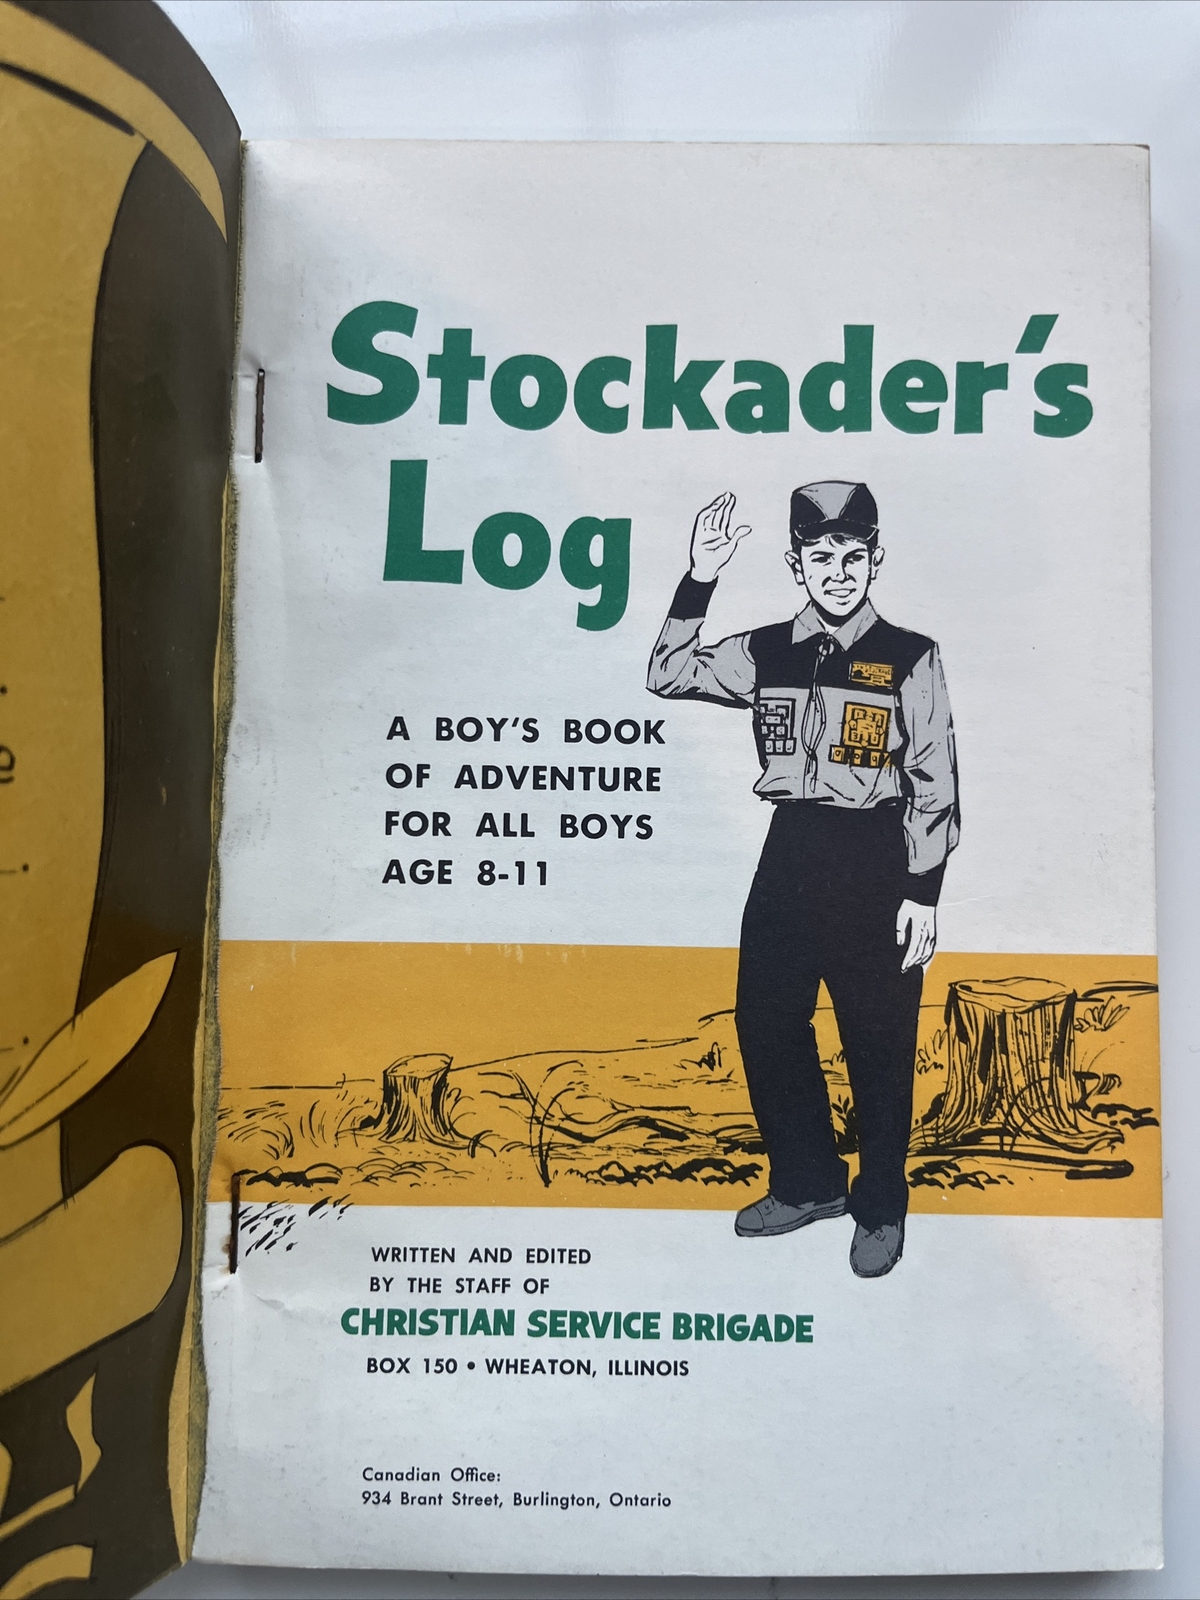 Stockader's
Log
A BOY'S BOOK
OF ADVENTURE
FOR ALL BOYS
AGE 8-11
WRITTEN AND EDITED
BY THE STAFF OF
CHRISTIAN SERVICE BRIGADE
BOX 150 • WHEATON, ILLINOIS
Canadian Office:
934 Brant Street, Burlington, Ontario